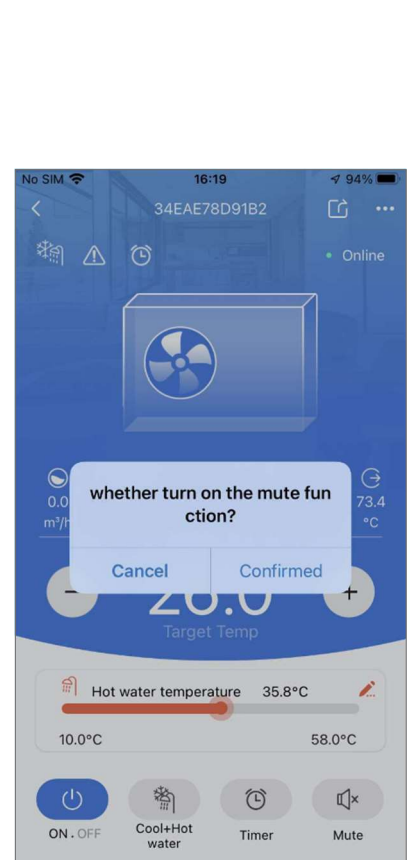 No SIM 16:19 94%
34EAE78D91B2
Online
0.0 73.4
m³/h °C
whether turn on the mute fun
ction?
Cancel Confirmed
Target Temp
Hot water temperature 35.8°C
10.0°C 58.0°C
ON . OFF Cool+Hot
water Timer Mute